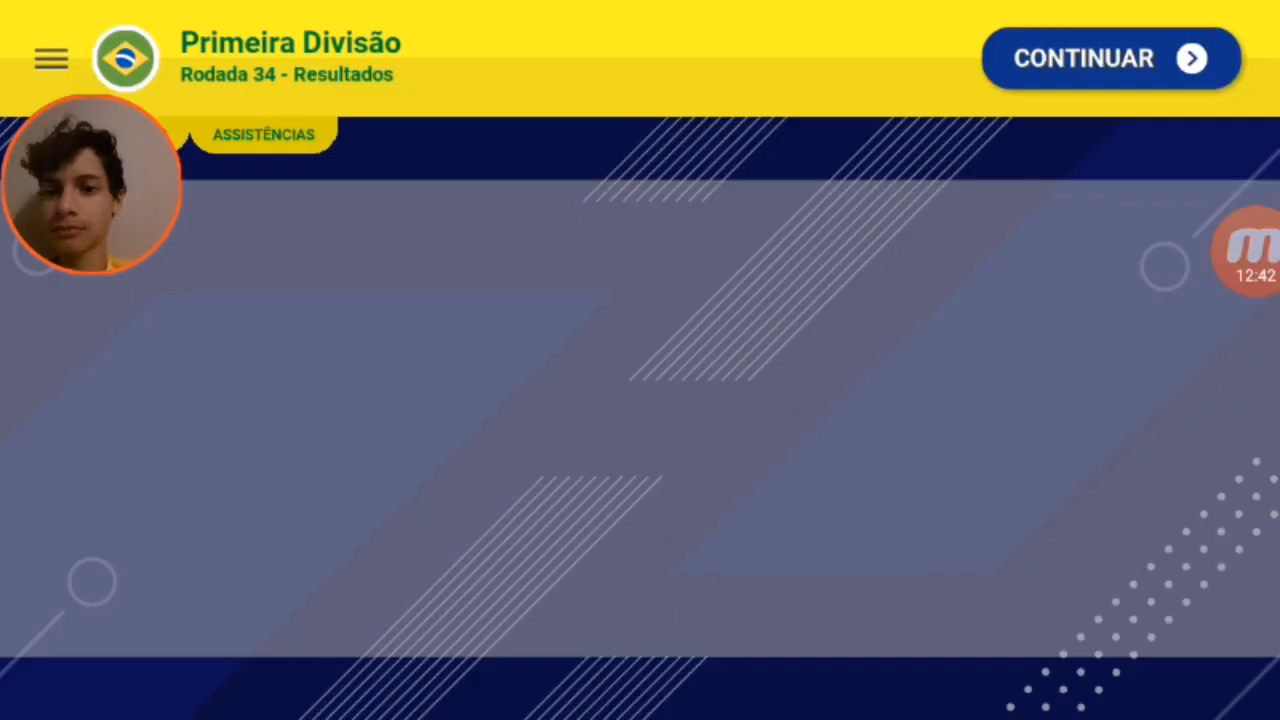 Primeira Divisão
Rodada 34 - Resultados
CONTINUAR
ASSISTÊNCIAS
m
12:42